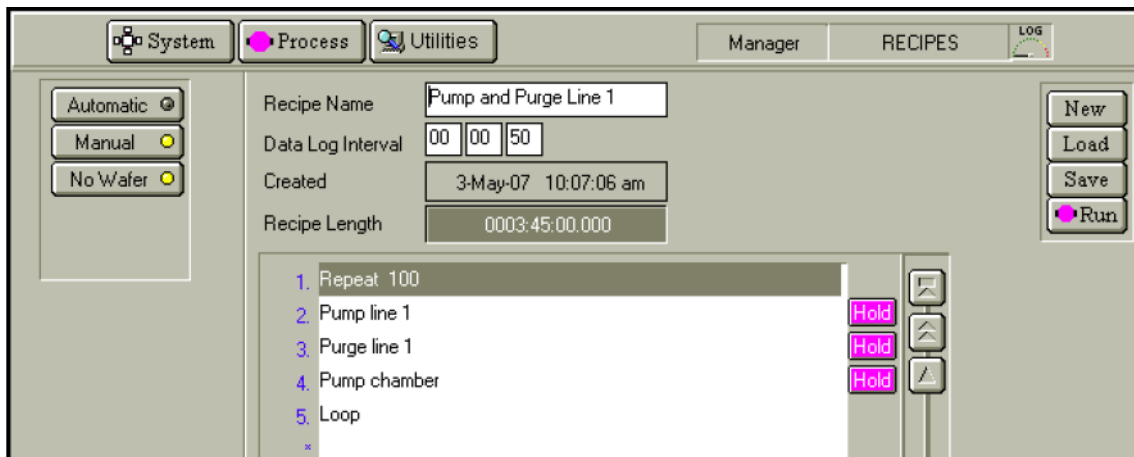 System Process Utilities Manager RECIPES LOG
Automatic
Manual
No Wafer
Recipe Name Pump and Purge Line 1
Data Log Interval 00 00 50
Created 3-May-07 10:07:06 am
Recipe Length 0003:45:00.000
New
Load
Save
Run
1. Repeat 100
2. Pump line 1 Hold
3. Purge line 1 Hold
4. Pump chamber Hold
5. Loop
*